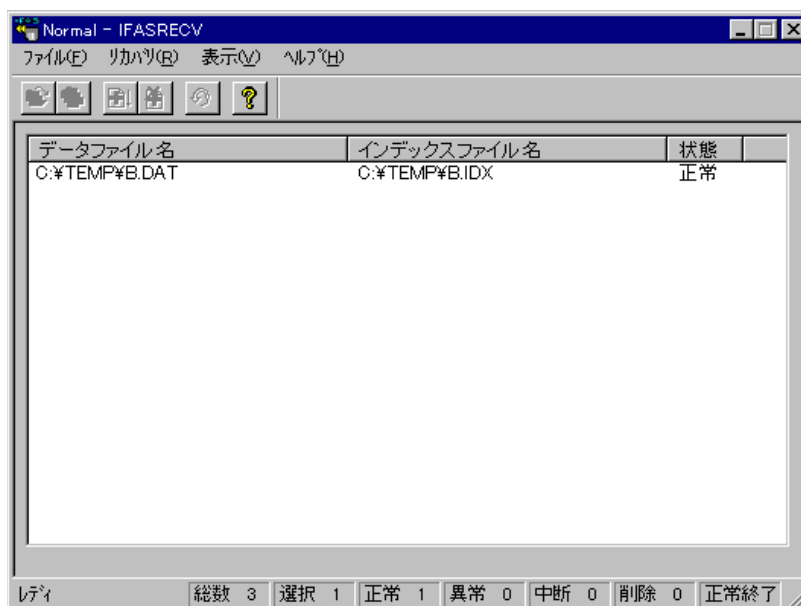 Normal - IFASRECV
ﾌｧｲﾙ(F) ﾘｶﾊﾞﾘ(R) 表示(V) ﾍﾙﾌﾟ(H)
データファイル名 インデックスファイル名 状態
C:¥TEMP¥B.DAT C:¥TEMP¥B.IDX 正常
ﾚﾃﾞｨ 総数 3 選択 1 正常 1 異常 0 中断 0 削除 0 正常終了